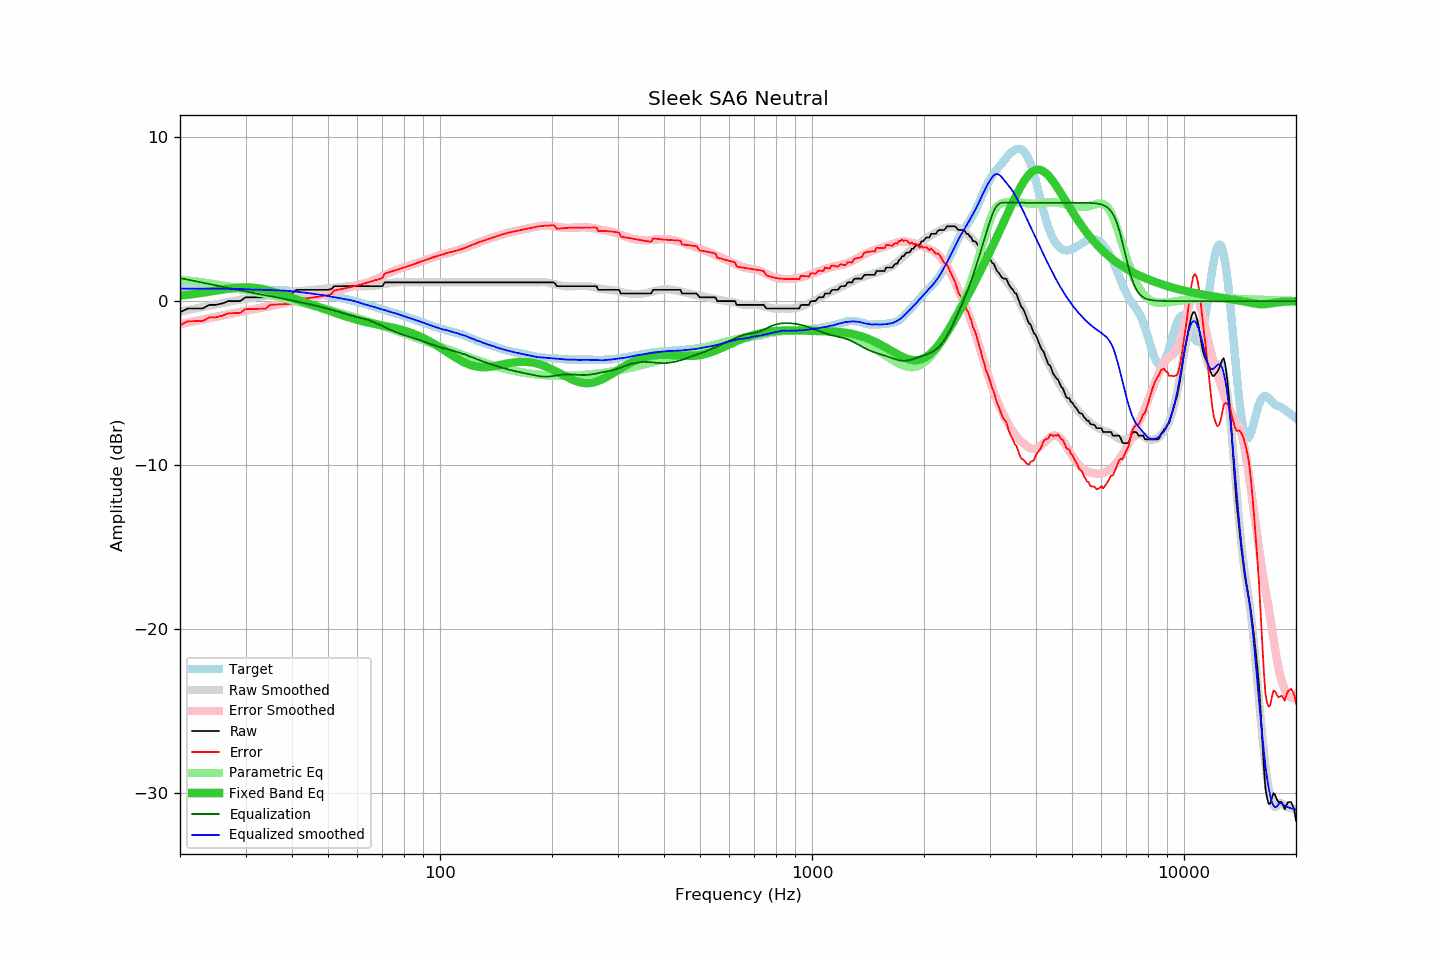 Sleek SA6 Neutral
10
0
−10
−20
−30
Amplitude (dBr)
Target
Raw Smoothed
Error Smoothed
Raw
Error
Parametric Eq
Fixed Band Eq
Equalization
Equalized smoothed
100
1000
10000
Frequency (Hz)